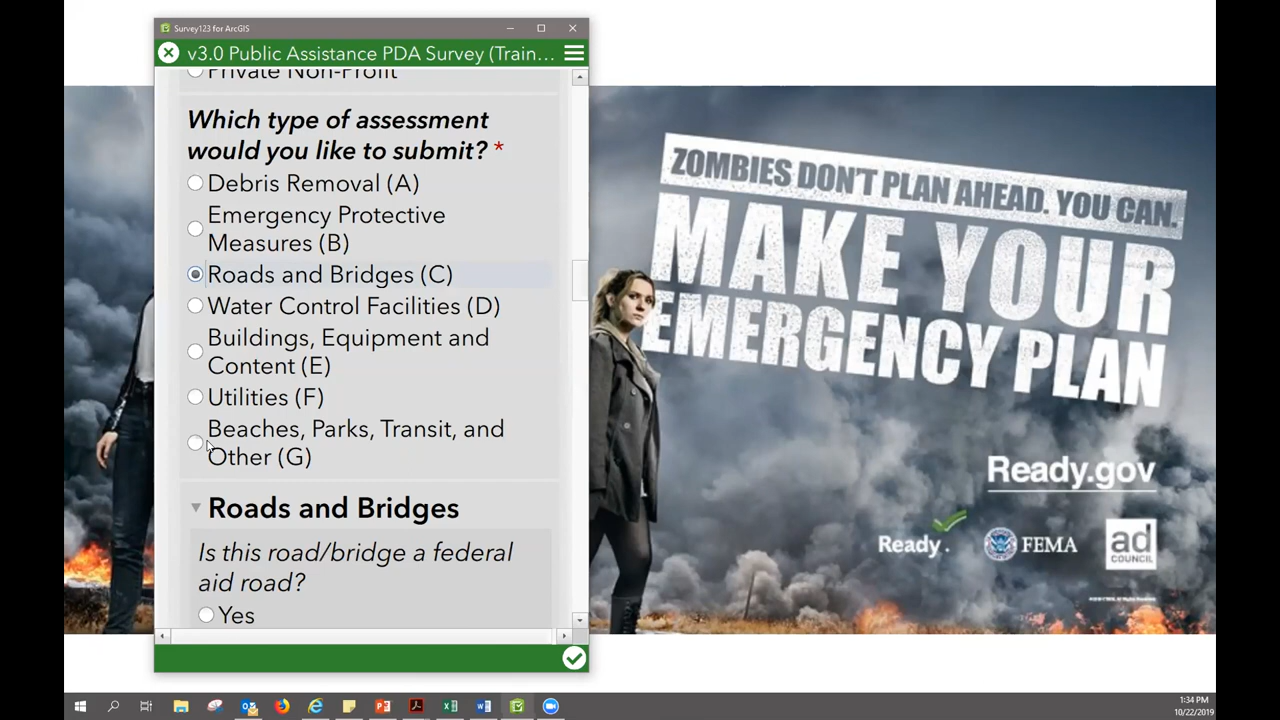 Survey123 for ArcGIS
v3.0 Public Assistance PDA Survey (Train...
Private Non-Profit
Which type of assessment
would you like to submit? *
Debris Removal (A)
Emergency Protective
Measures (B)
Roads and Bridges (C)
Water Control Facilities (D)
Buildings, Equipment and
Content (E)
Utilities (F)
Beaches, Parks, Transit, and
Other (G)
Roads and Bridges
Is this road/bridge a federal
aid road?
Yes
ZOMBIES DON'T PLAN AHEAD. YOU CAN.
MAKE YOUR
EMERGENCY PLAN
Ready.gov
Ready.
FEMA
ad
COUNCIL
1:34 PM
10/22/2019